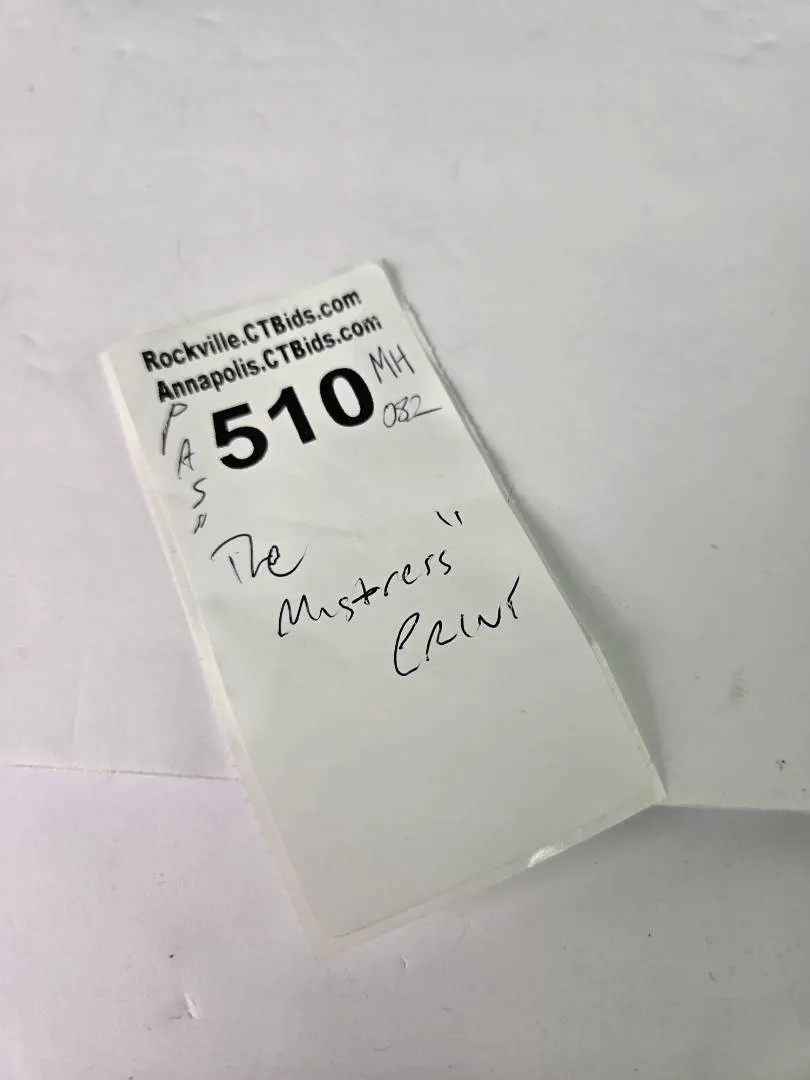 Rockville.CTBids.com
Annapolis.CTBids.com
510
MH
082
P
A
S
"The
Mistress"
PRINT